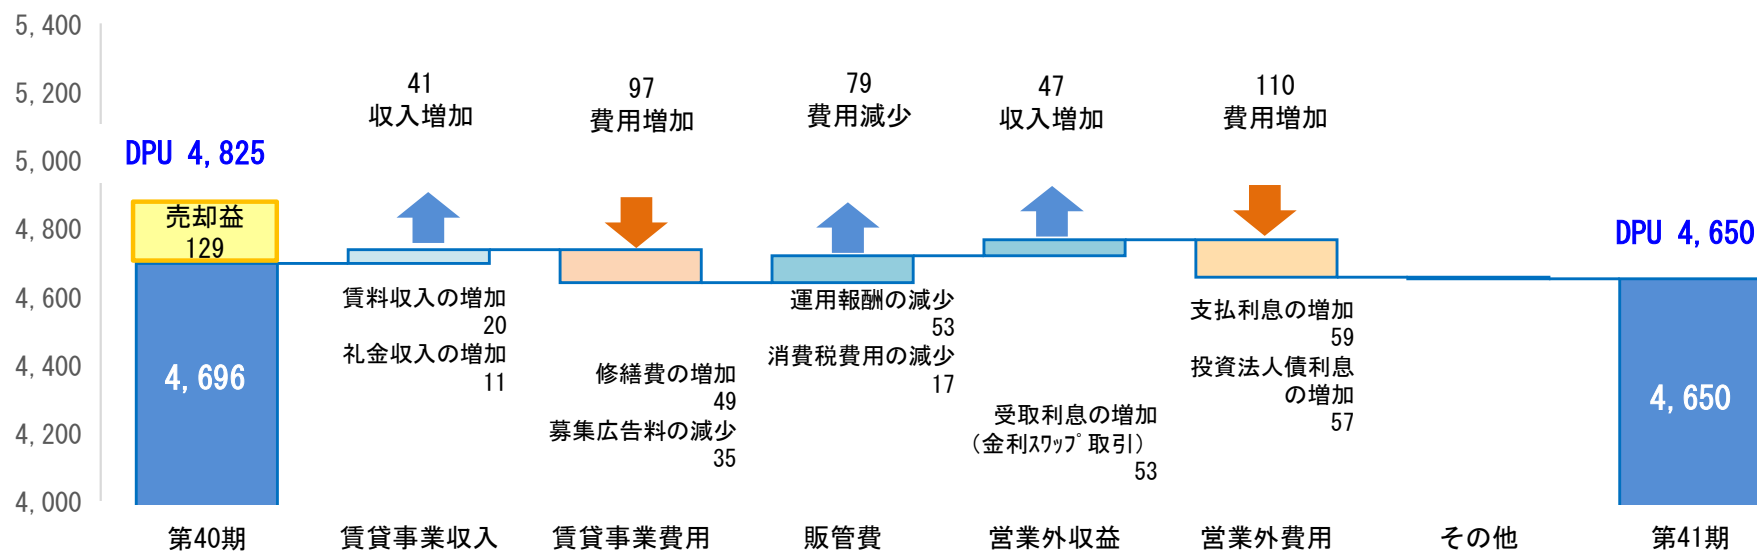 5,400
5,200
5,000
4,800
4,600
4,400
4,200
4,000
DPU 4,825
売却益
129
4,696
第40期
41
収入増加
賃料収入の増加
20
礼金収入の増加
11
賃貸事業収入
97
費用増加
修繕費の増加
49
募集広告料の減少
35
賃貸事業費用
79
費用減少
運用報酬の減少
53
消費税費用の減少
17
販管費
47
収入増加
受取利息の増加
(金利ｽﾜｯﾌﾟ取引)
53
営業外収益
110
費用増加
支払利息の増加
59
投資法人債利息
の増加
57
営業外費用
その他
DPU 4,650
4,650
第41期